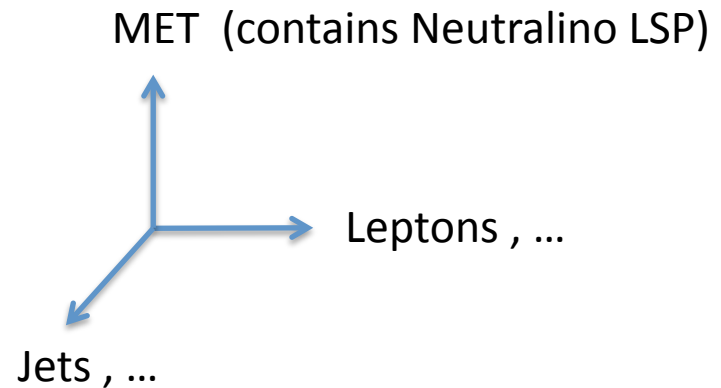 MET (contains Neutralino LSP)
Leptons , ...
Jets , ...